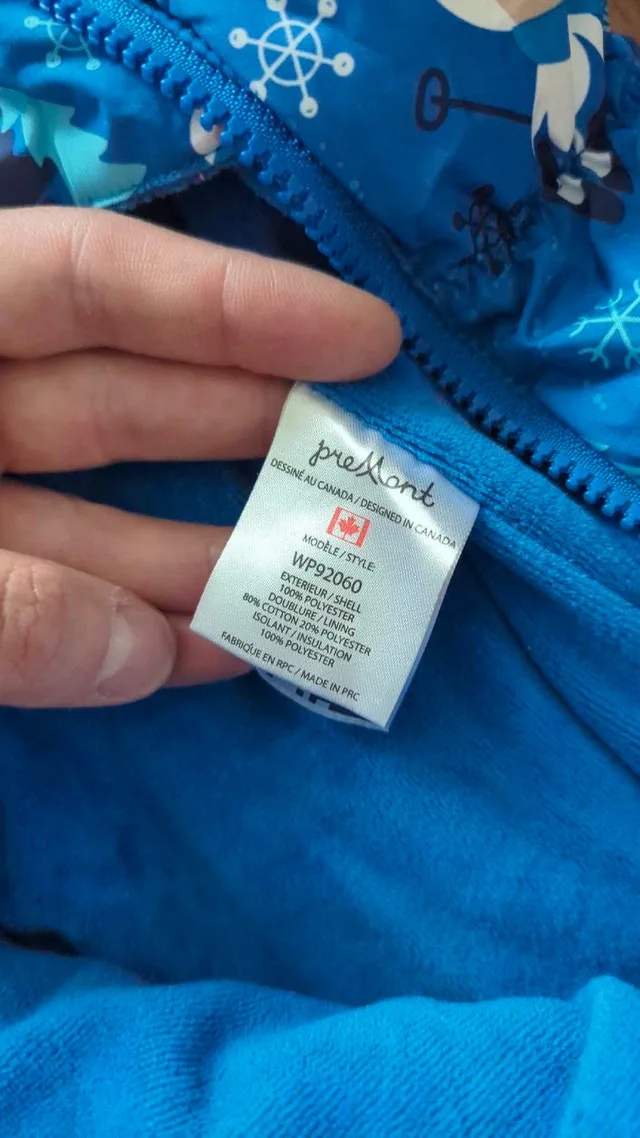 preMont
DESSINÉ AU CANADA / DESIGNED IN CANADA
MODÈLE / STYLE:
WP92060
EXTERIEUR / SHELL
100% POLYESTER
DOUBLURE / LINING
80% COTTON 20% POLYESTER
ISOLANT / INSULATION
100% POLYESTER
FABRIQUE EN RPC / MADE IN PRC